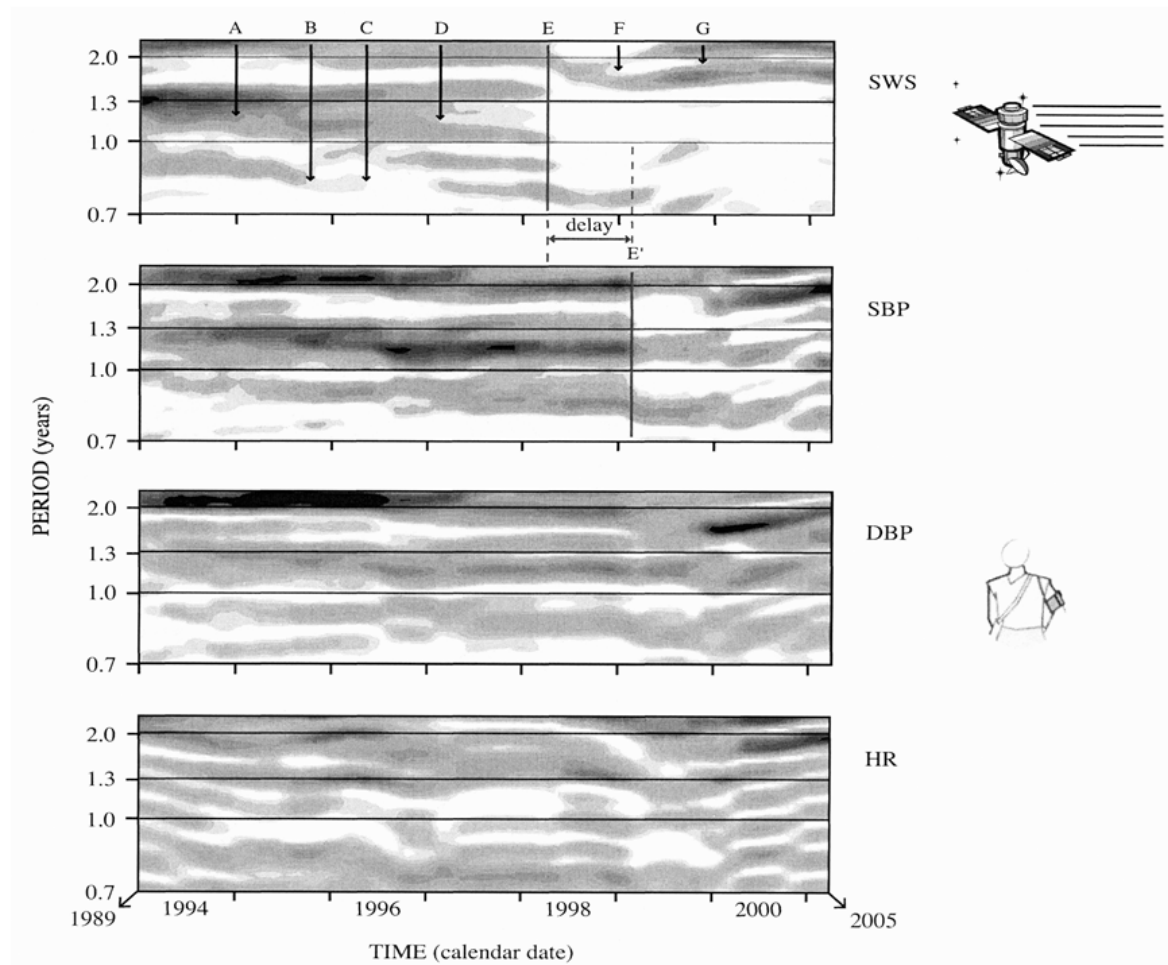 A B C D E F G
2.0
1.3
1.0
0.7
SWS
delay
E'
2.0
1.3
1.0
0.7
SBP
PERIOD (years)
2.0
1.3
1.0
0.7
DBP
2.0
1.3
1.0
0.7
HR
1989 1994 1996 1998 2000 2005
TIME (calendar date)